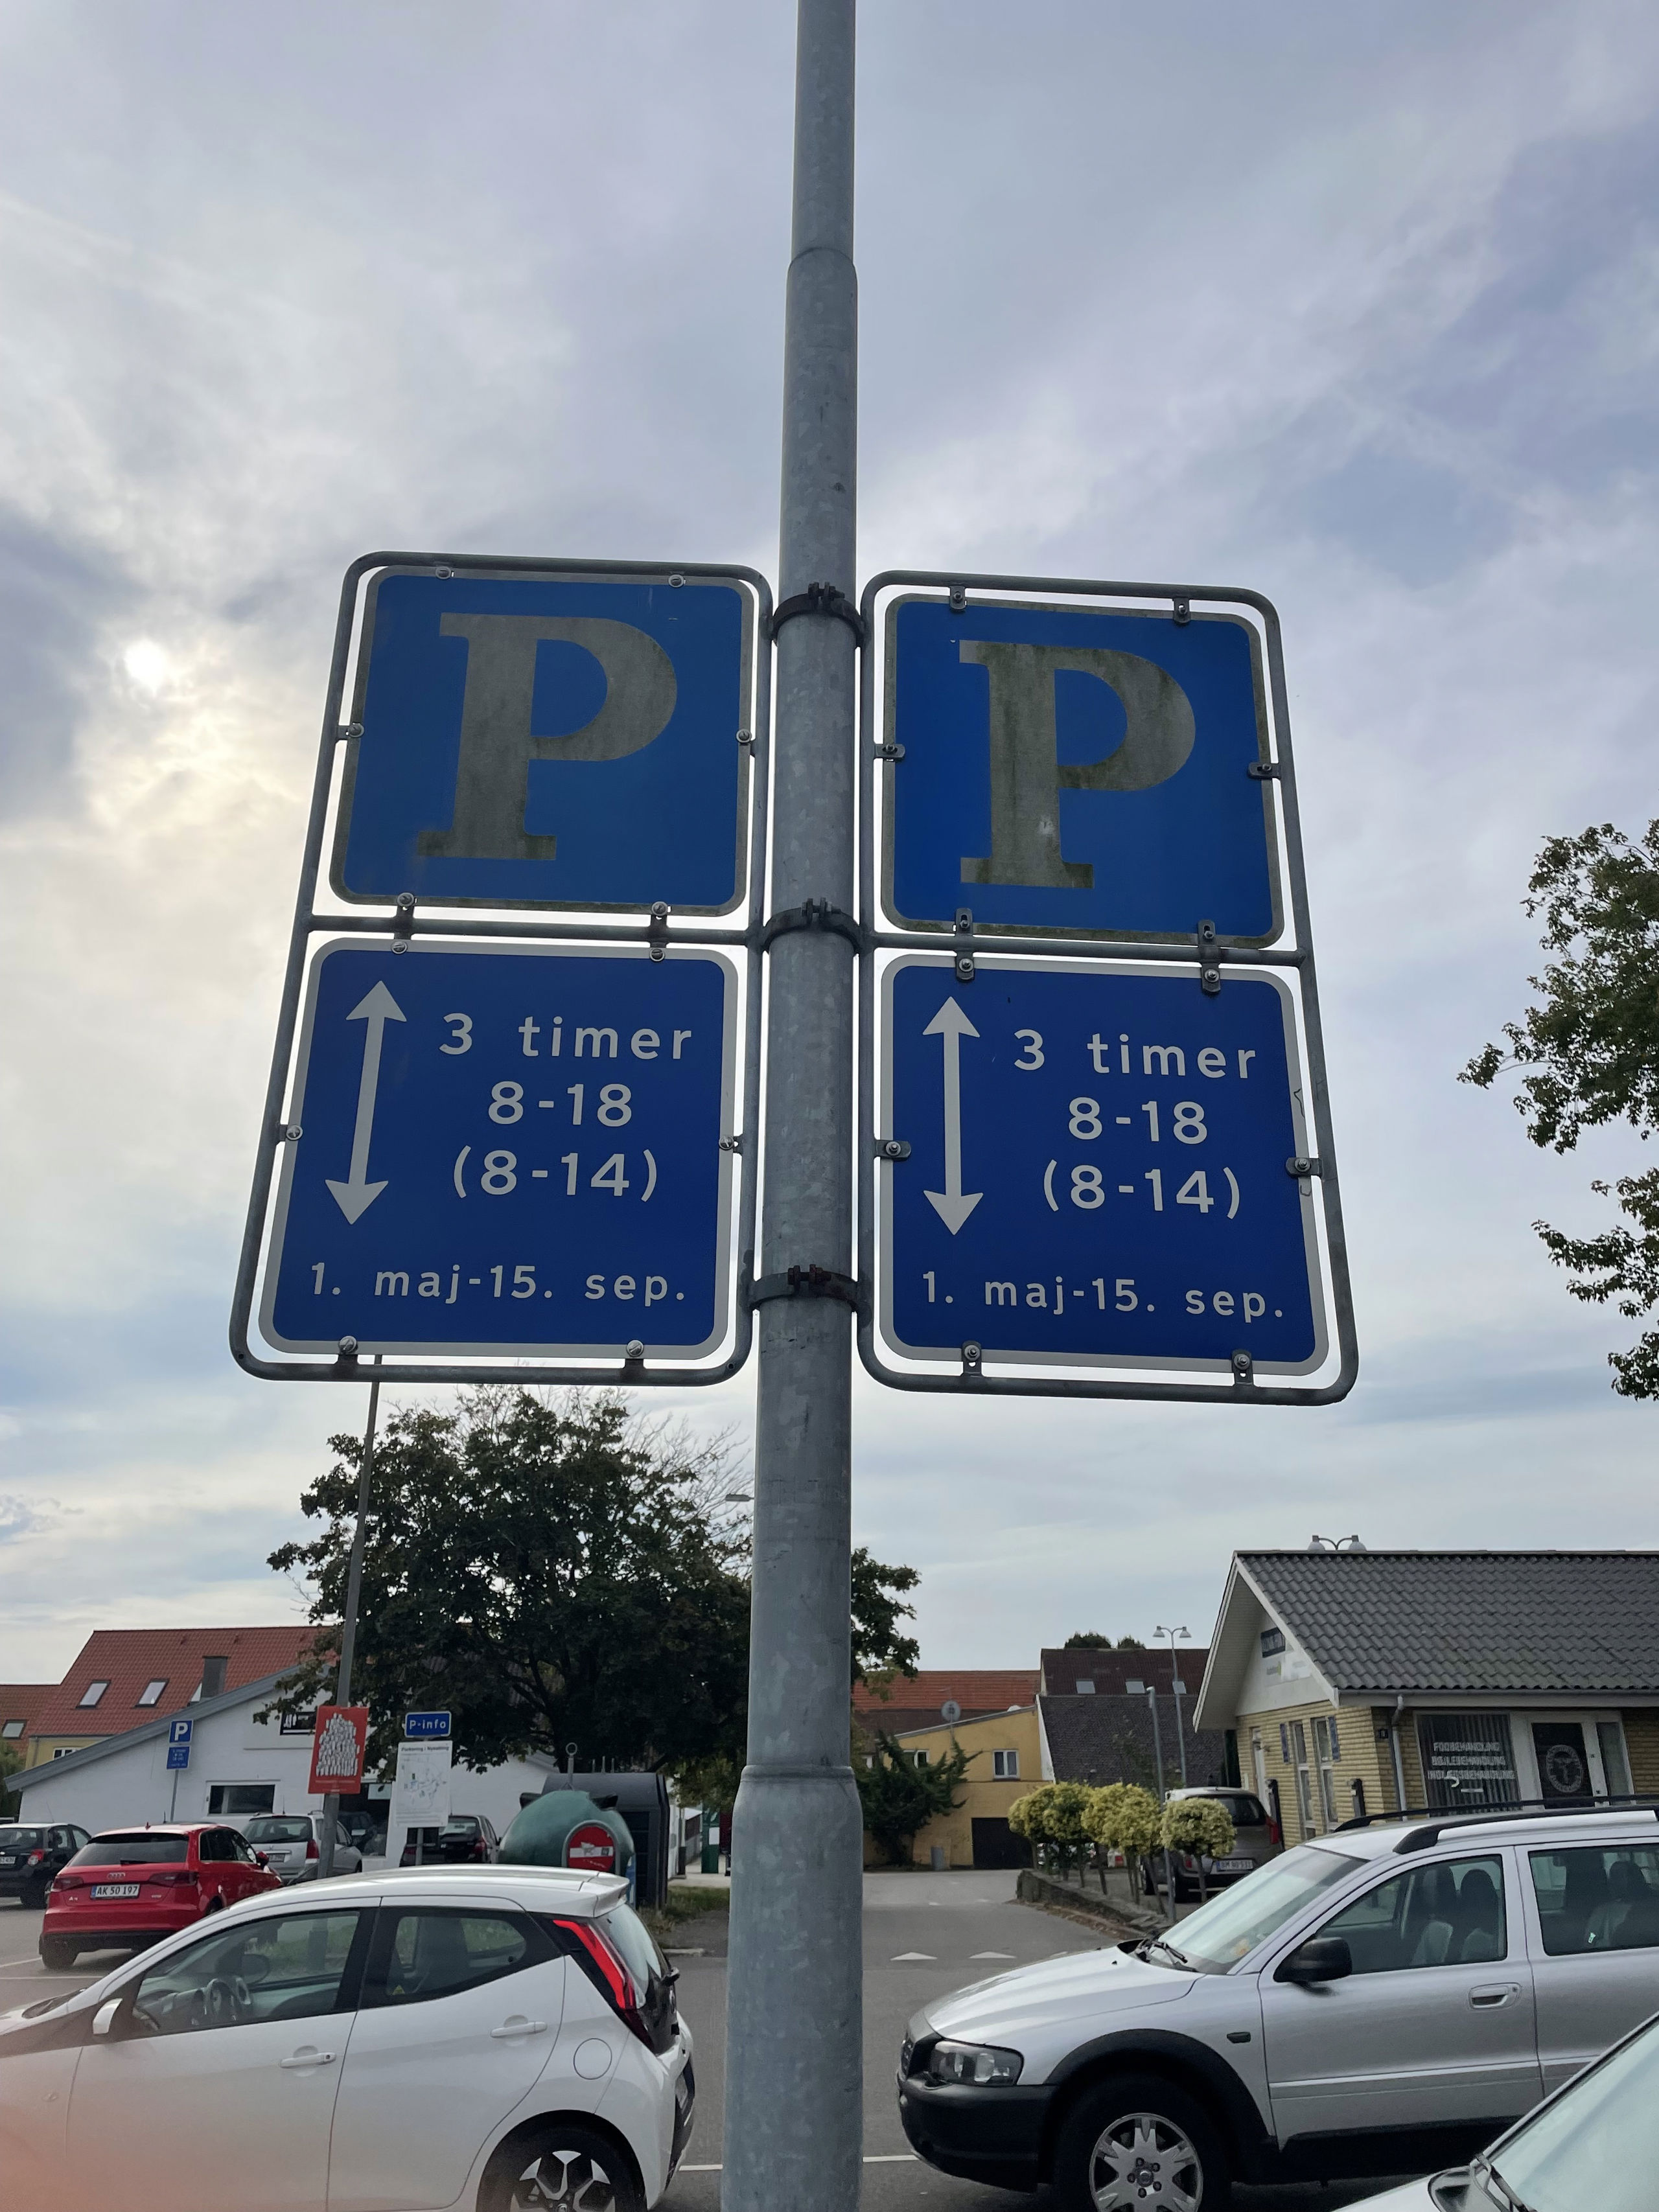 P
3 timer
8-18
(8-14)
1. maj-15. sep.
P
3 timer
8-18
(8-14)
1. maj-15. sep.
P
P-info
AK 50 197
FODBEHANDLING